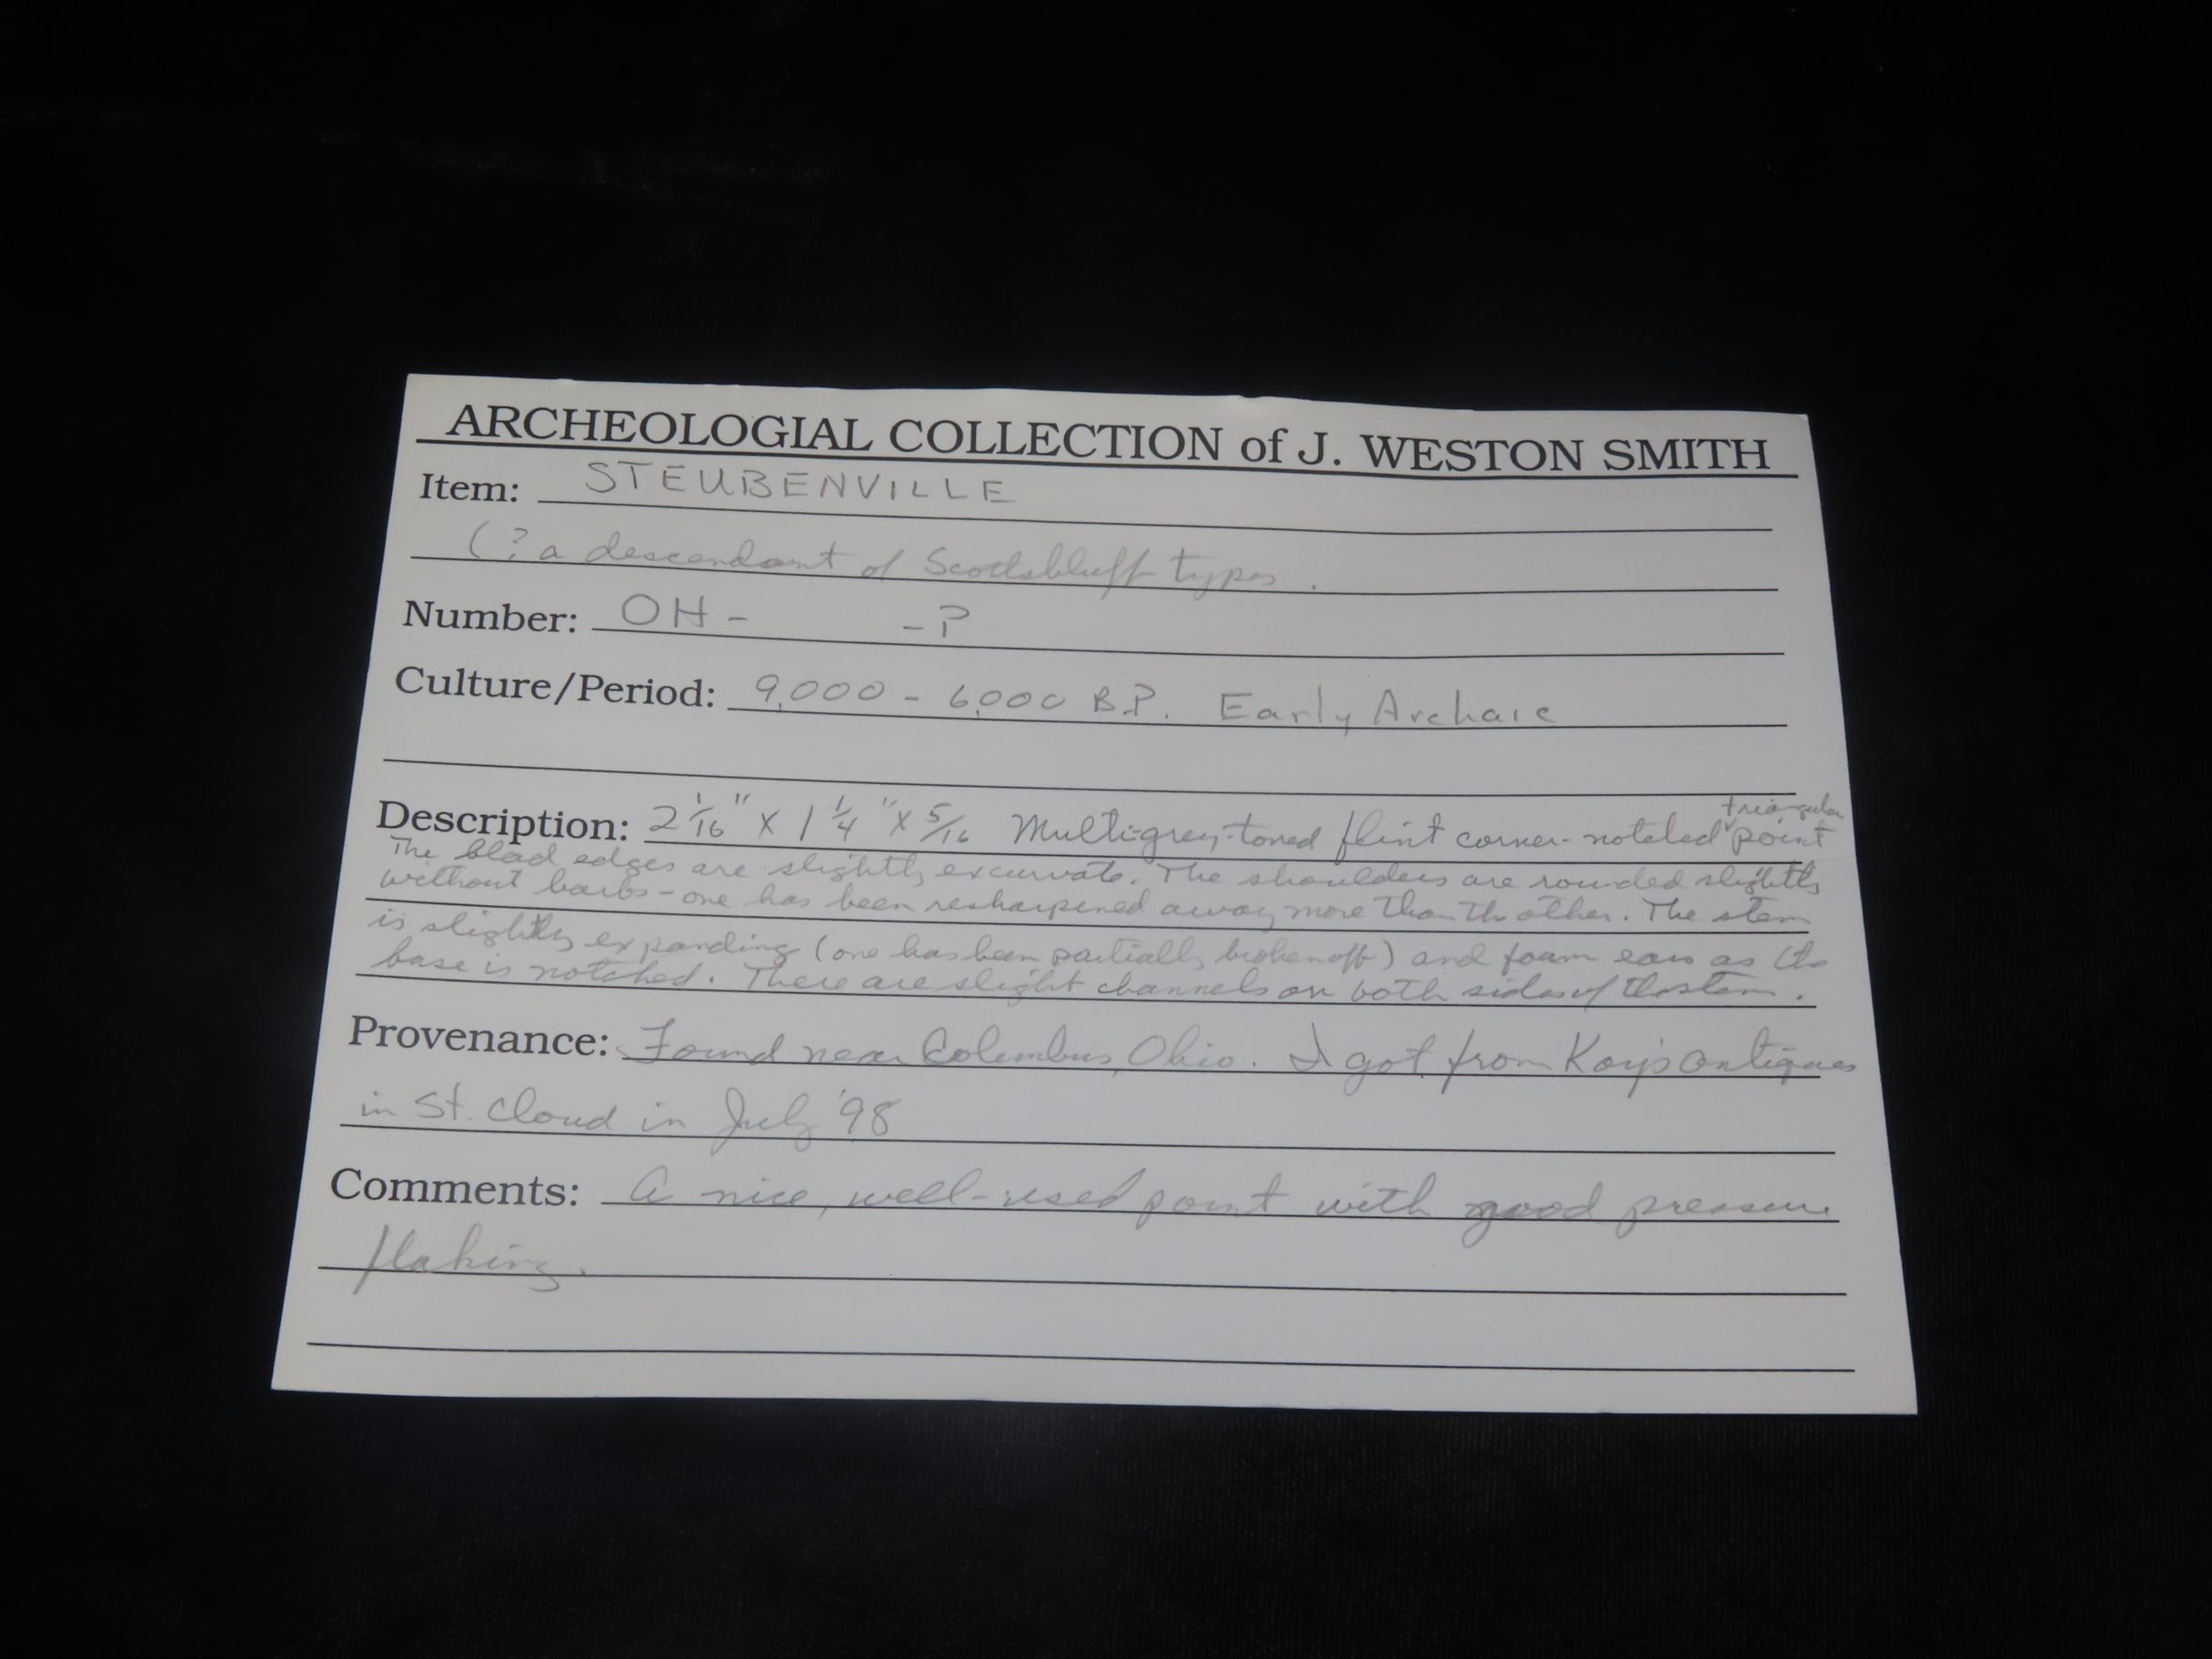 ARCHEOLOGIAL COLLECTION of J. WESTON SMITH
Item: STEUBENVILLE
(? a descendant of Scottsbluff types.
Number: OH - - P
Culture/Period: 9,000 - 6,000 B.P. Early Archaic
Description: 2 1/16" X 1 1/4" X 5/16 Multi-grey-toned flint corner-notched triangular point
The blad edges are slightly excurvate. The shoulders are rounded slightly
without barbs - one has been resharpened away more than the other. The stem
is slightly expanding (one has been partially broken off) and form ears as the
base is notched. There are slight channels on both sides of the stem.
Provenance: Found near Columbus, Ohio. I got from Kay's Antiques
in St. Cloud in July '98
Comments: A nice, well-used point with good pressure
flaking.